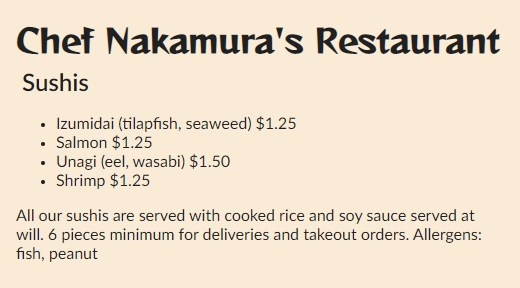 Chef Nakamura's Restaurant
Sushis
• Izumidai (tilapfish, seaweed) $1.25
• Salmon $1.25
• Unagi (eel, wasabi) $1.50
• Shrimp $1.25
All our sushis are served with cooked rice and soy sauce served at
will. 6 pieces minimum for deliveries and takeout orders. Allergens:
fish, peanut